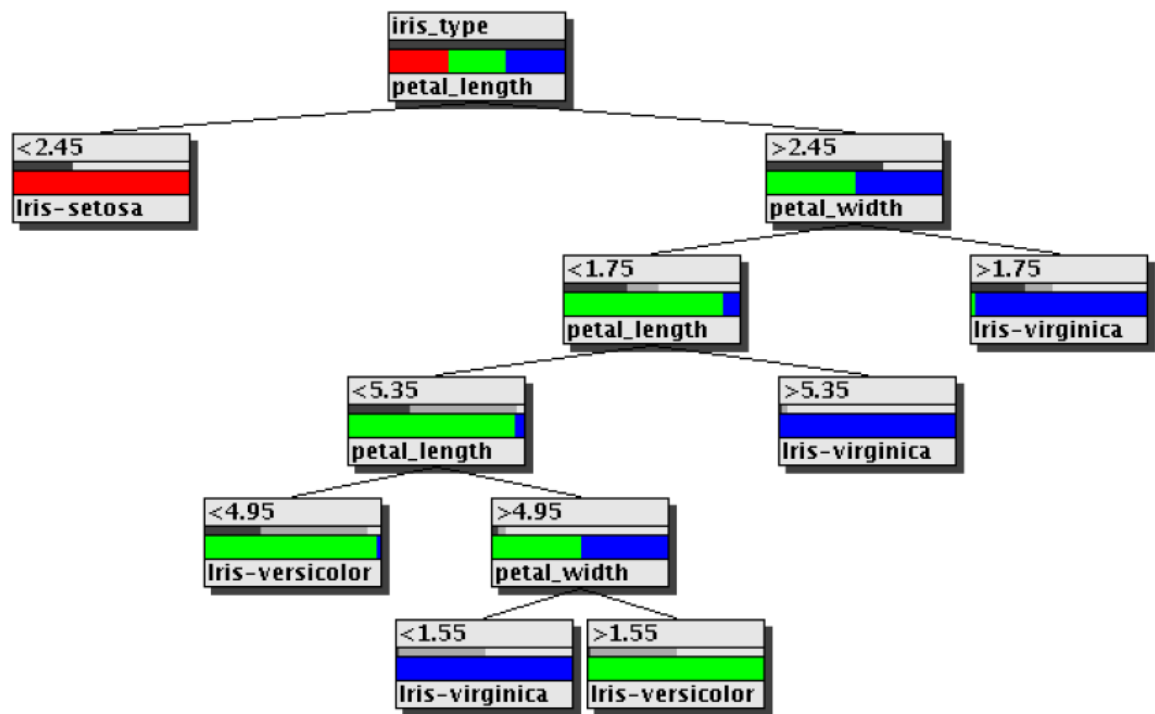 iris_type
petal_length
<2.45
Iris-setosa
>2.45
petal_width
<1.75
petal_length
>1.75
Iris-virginica
<5.35
petal_length
>5.35
Iris-virginica
<4.95
Iris-versicolor
>4.95
petal_width
<1.55
Iris-virginica
>1.55
Iris-versicolor